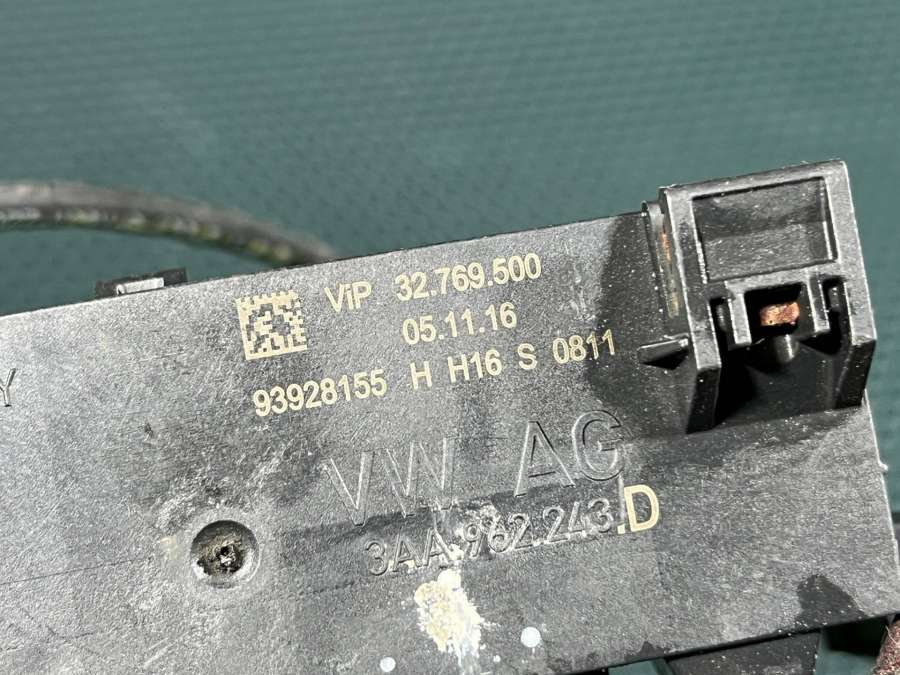 ViP 32.769.500
05.11.16
93928155 H H16 S 0811
VW AG
3AA.962.243.D
Y